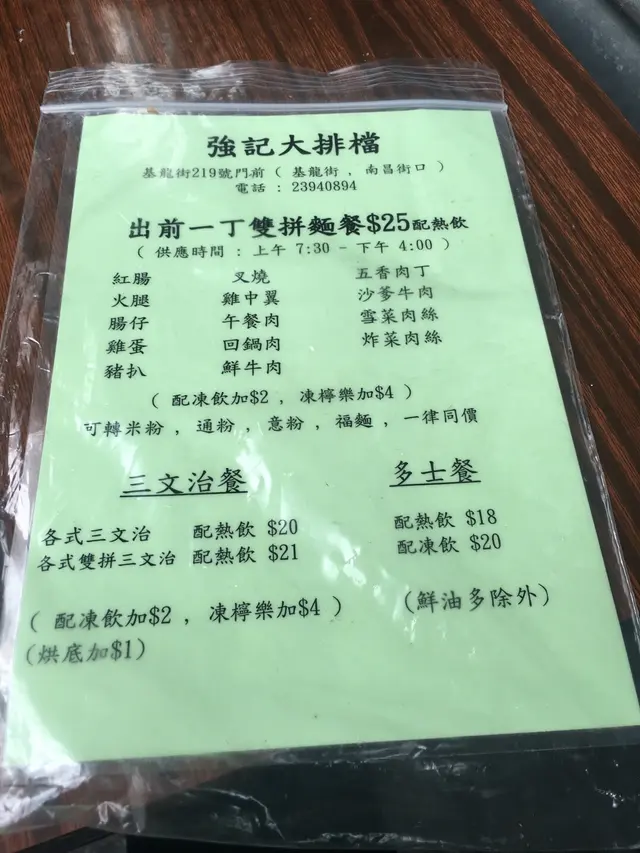 強記大排檔
基龍街219號門前 ( 基龍街 , 南昌街口 )
電話 : 23940894
出前一丁雙拼麵餐$25配熱飲
( 供應時間 : 上午 7:30 - 下午 4:00 )
紅腸 叉燒 五香肉丁
火腿 雞中翼 沙爹牛肉
腸仔 午餐肉 雪菜肉絲
雞蛋 回鍋肉 炸菜肉絲
豬扒 鮮牛肉
( 配凍飲加$2 , 凍檸樂加$4 )
可轉米粉 , 通粉 , 意粉 , 福麵 , 一律同價
三文治餐 多士餐
各式三文治 配熱飲 $20 配熱飲 $18
各式雙拼三文治 配熱飲 $21 配凍飲 $20
( 配凍飲加$2 , 凍檸樂加$4 ) (鮮油多除外)
(烘底加$1)